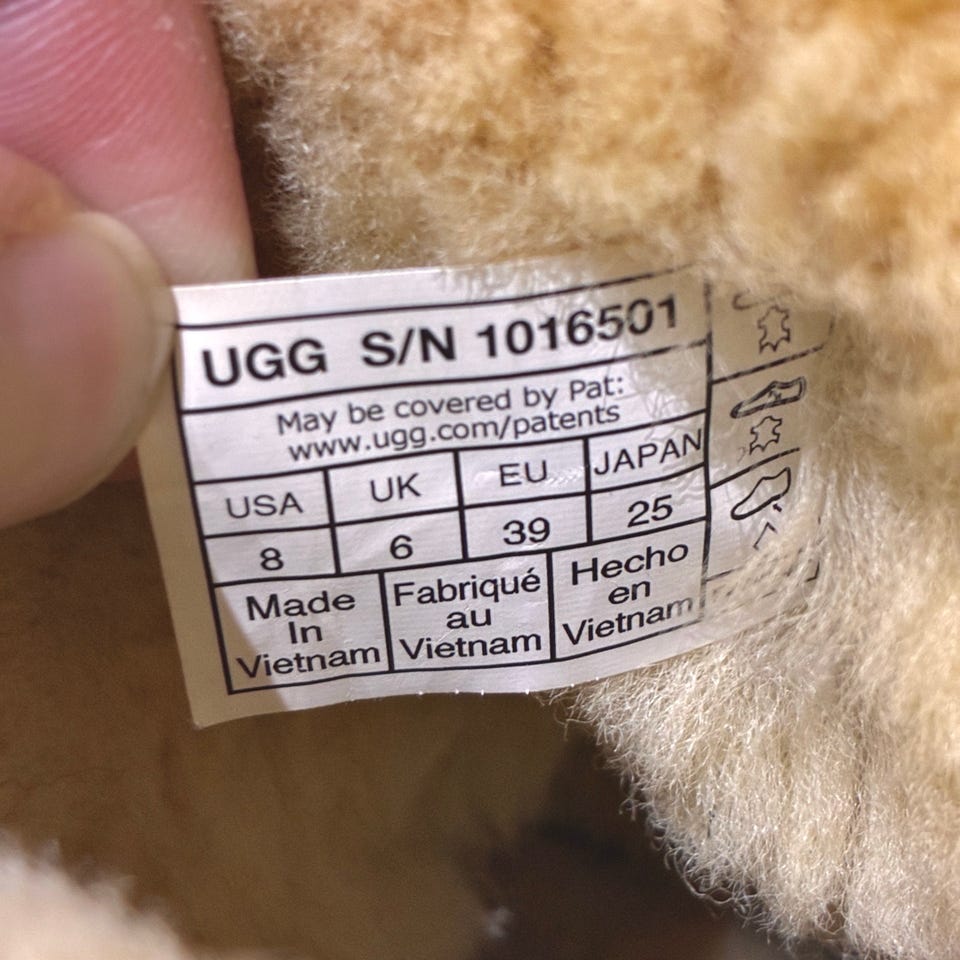 UGG S/N 1016501
May be covered by Pat:
www.ugg.com/patents
USA UK EU JAPAN
8 6 39 25
Made
In
Vietnam
Fabriqué
au
Vietnam
Hecho
en
Vietnam